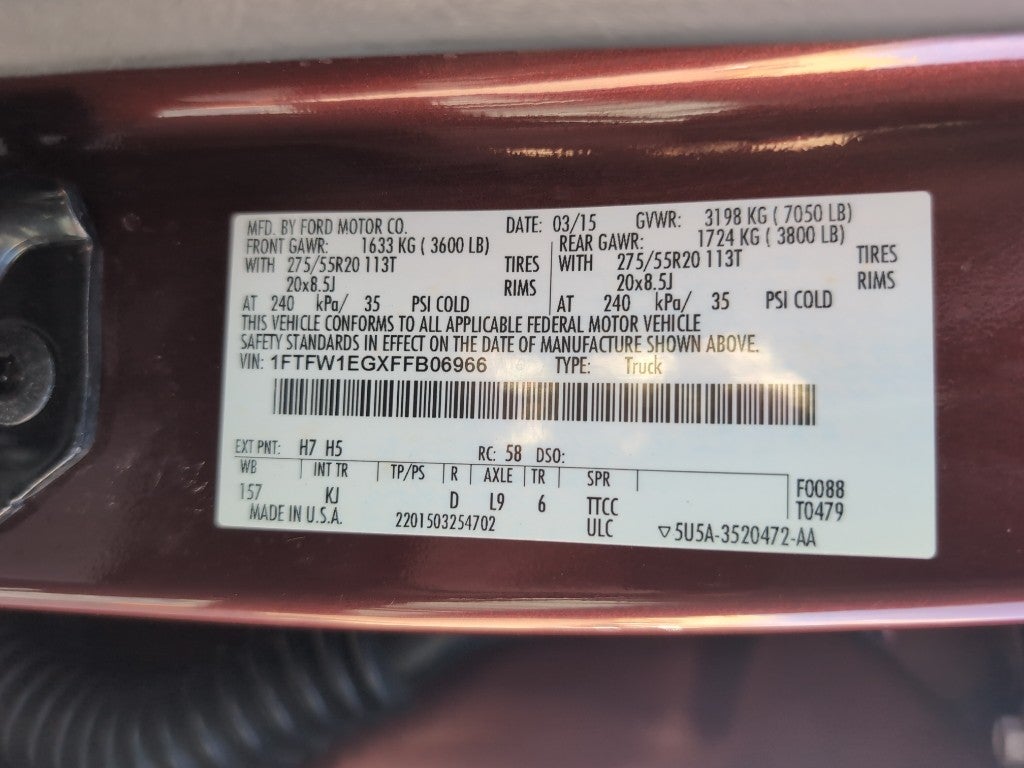 MFD. BY FORD MOTOR CO. DATE: 03/15 GVWR: 3198 KG ( 7050 LB)
FRONT GAWR: 1633 KG ( 3600 LB) REAR GAWR: 1724 KG ( 3800 LB)
WITH 275/55R20 113T TIRES WITH 275/55R20 113T TIRES
20x8.5J RIMS 20x8.5J RIMS
AT 240 kPa/ 35 PSI COLD AT 240 kPa/ 35 PSI COLD
THIS VEHICLE CONFORMS TO ALL APPLICABLE FEDERAL MOTOR VEHICLE
SAFETY STANDARDS IN EFFECT ON THE DATE OF MANUFACTURE SHOWN ABOVE.
VIN: 1FTFW1EGXFFB06966 TYPE: Truck
EXT PNT: H7 H5 RC: 58 DSO:
WB INT TR TP/PS R AXLE TR SPR
157 KJ D L9 6 TTCC F0088
MADE IN U.S.A. 2201503254702 ULC T0479
▽5U5A-3520472-AA